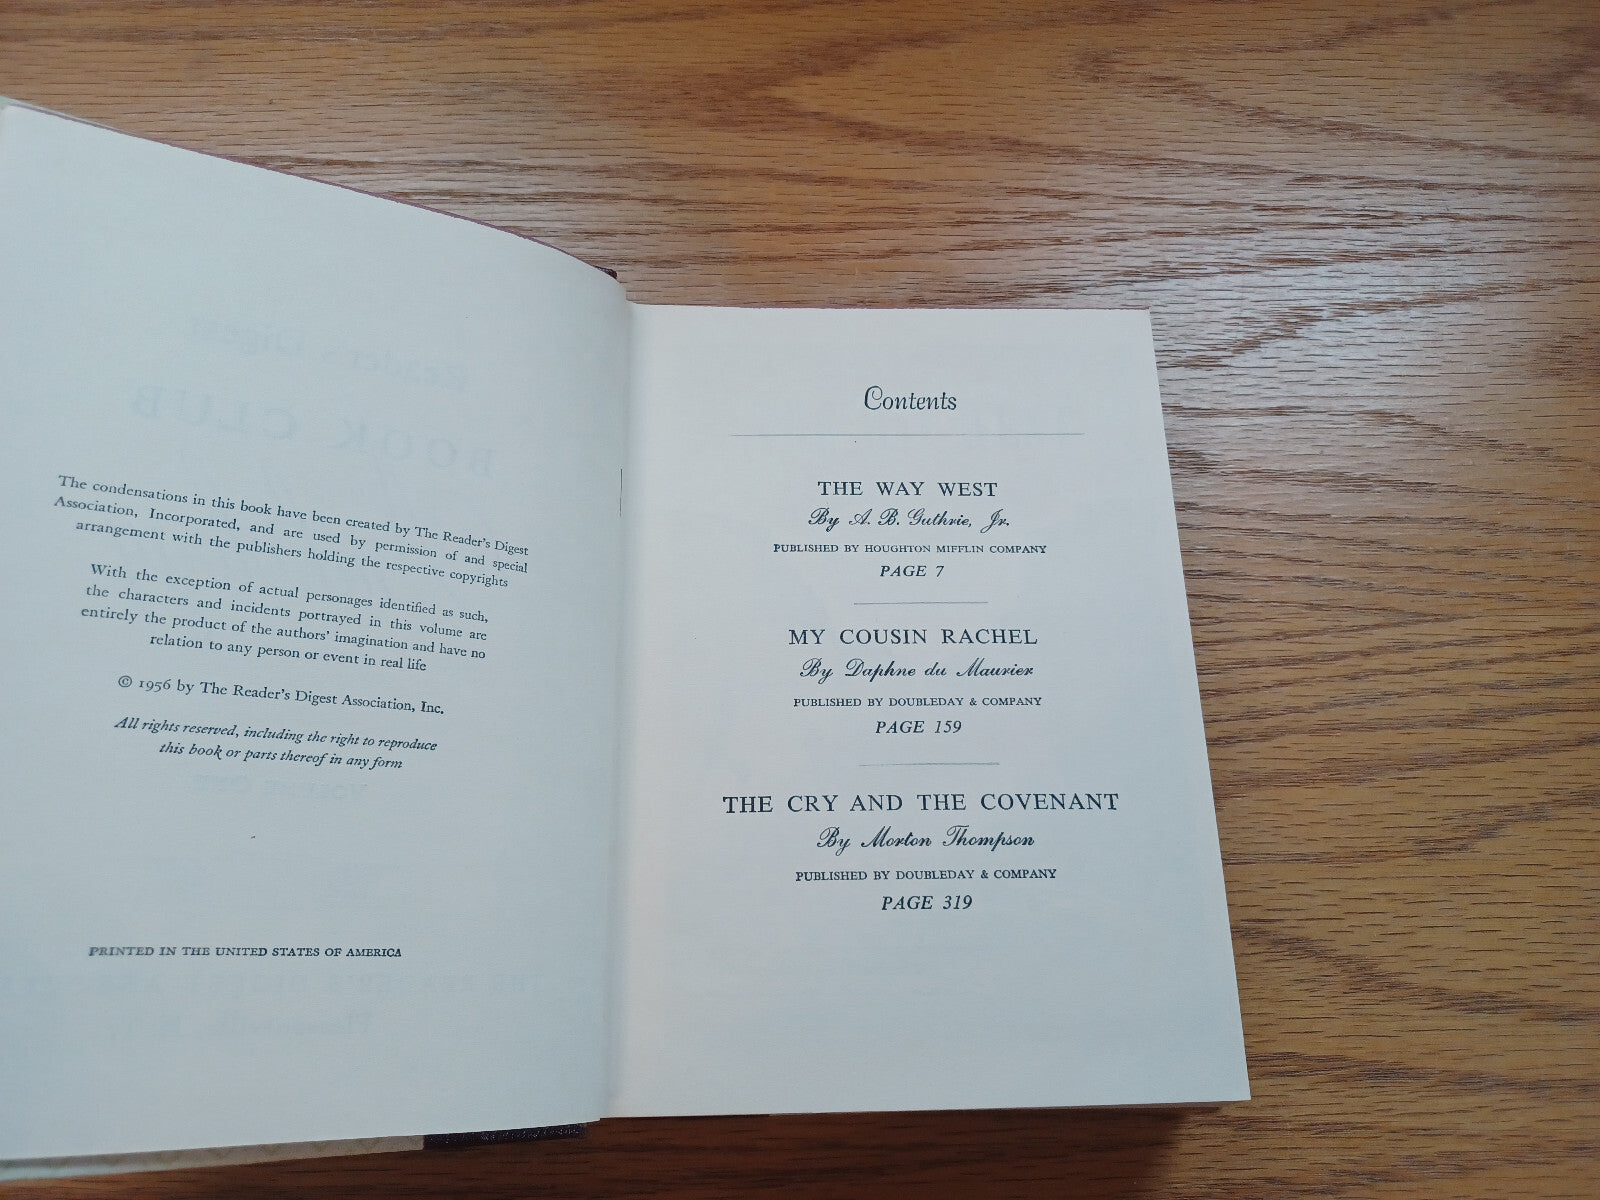 The condensations in this book have been created by The Reader's Digest
Association, Incorporated, and are used by permission of and special
arrangement with the publishers holding the respective copyrights
With the exception of actual personages identified as such,
the characters and incidents portrayed in this volume are
entirely the product of the authors' imagination and have no
relation to any person or event in real life
© 1956 by The Reader's Digest Association, Inc.
All rights reserved, including the right to reproduce
this book or parts thereof in any form
PRINTED IN THE UNITED STATES OF AMERICA
Contents
THE WAY WEST
By A. B. Guthrie, Jr.
PUBLISHED BY HOUGHTON MIFFLIN COMPANY
PAGE 7
MY COUSIN RACHEL
By Daphne du Maurier
PUBLISHED BY DOUBLEDAY & COMPANY
PAGE 159
THE CRY AND THE COVENANT
By Morton Thompson
PUBLISHED BY DOUBLEDAY & COMPANY
PAGE 319